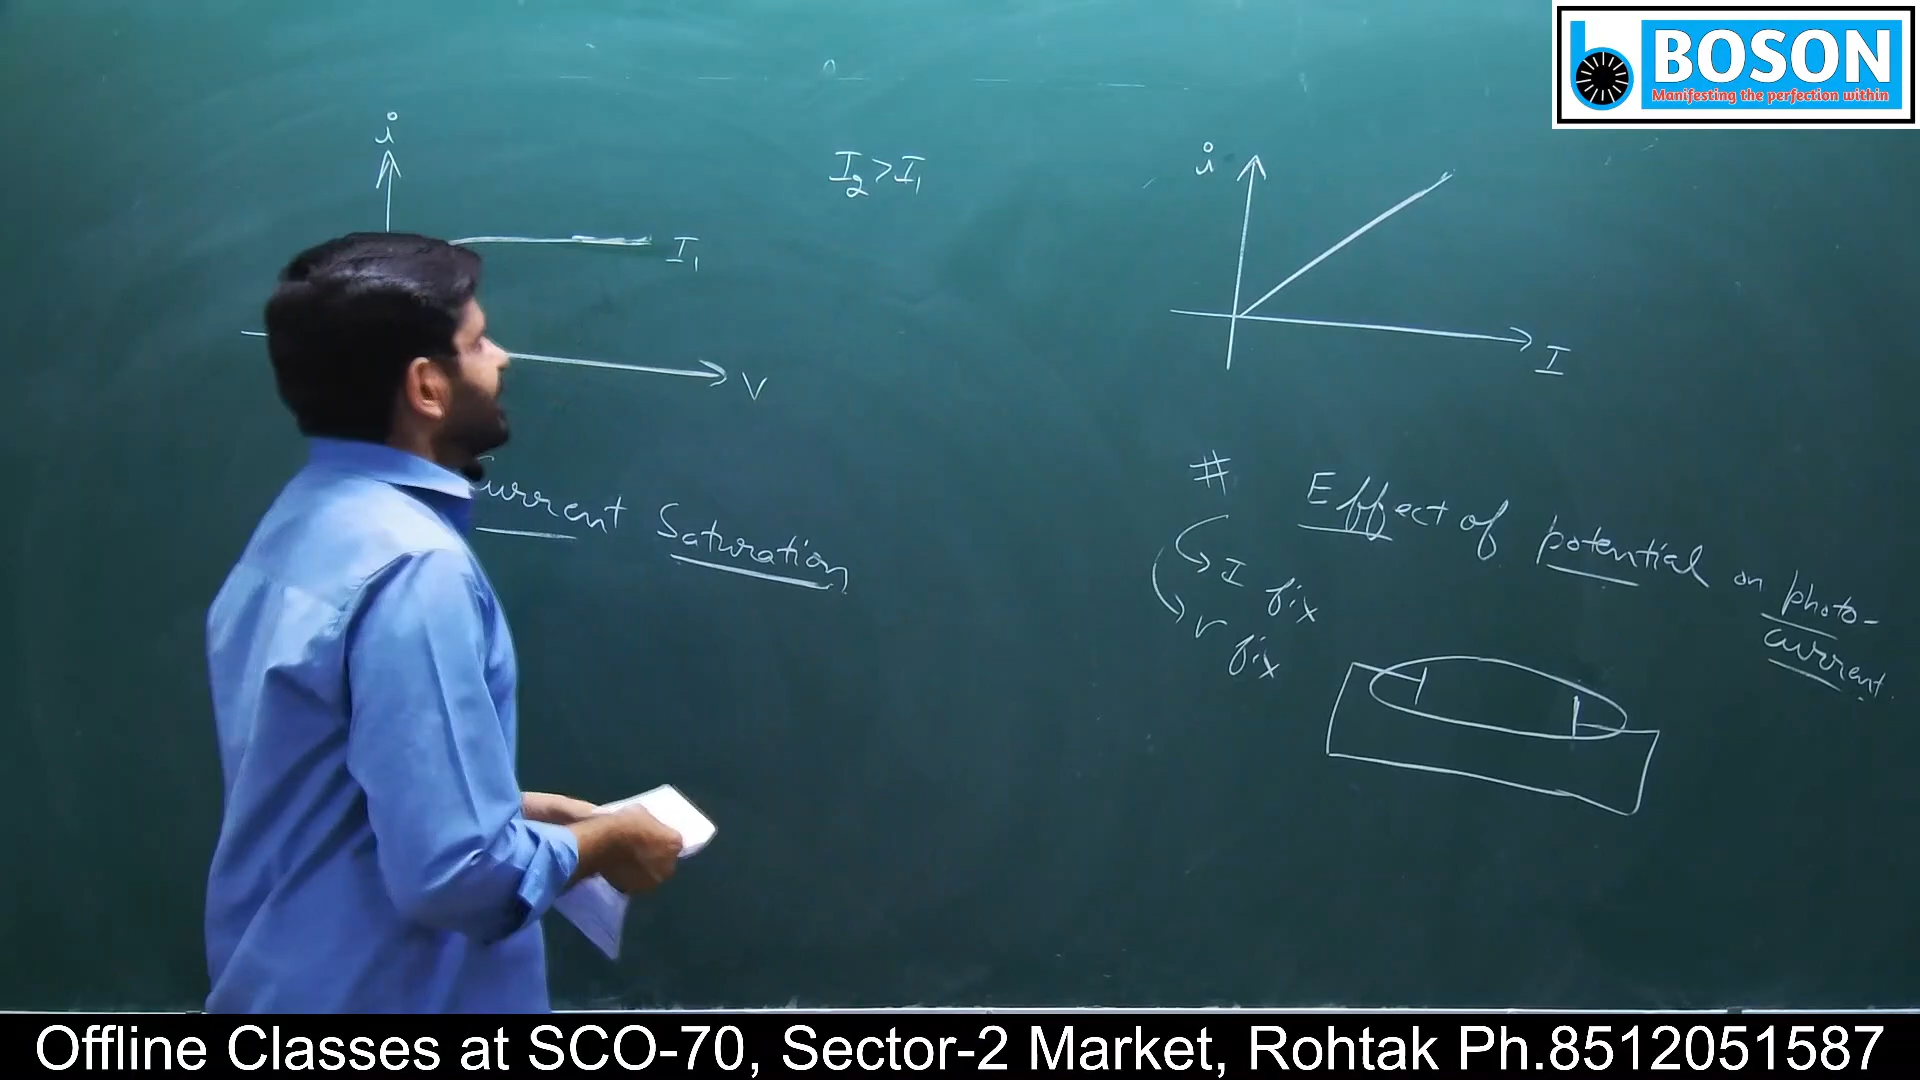 BOSON
Manifesting the perfection within
i
I₂ > I₁
I₁
V
Current Saturation
i
I
# Effect of potential on photo-
current.
I fix
ν fix
Offline Classes at SCO-70, Sector-2 Market, Rohtak Ph.8512051587